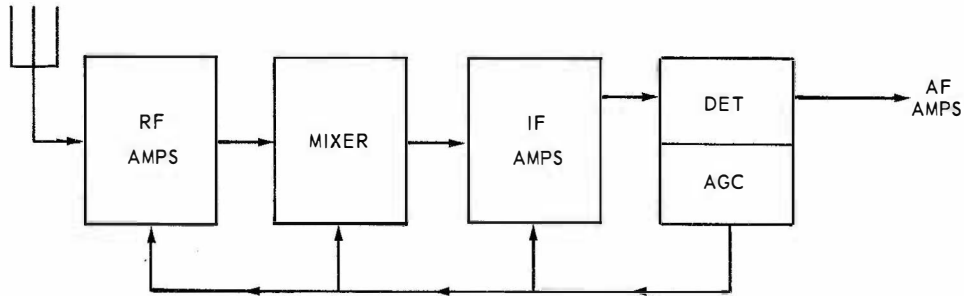 RF
AMPS
MIXER
IF
AMPS
DET
AGC
AF
AMPS